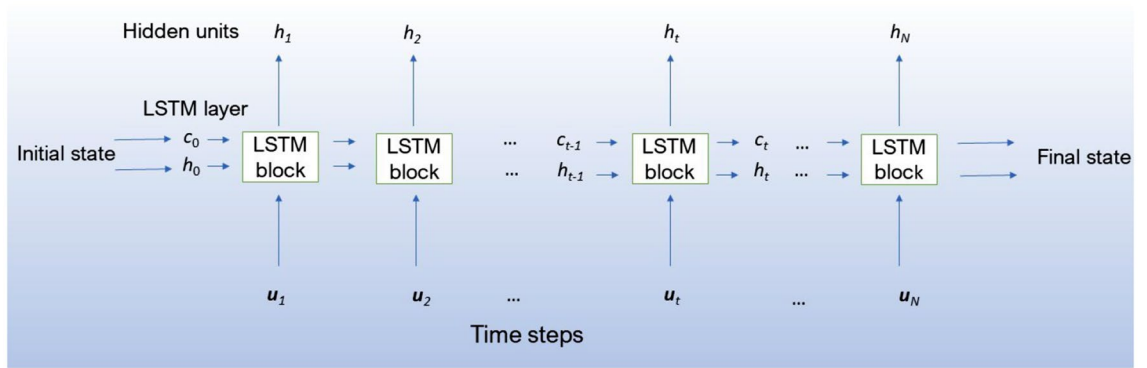 Hidden units h1 h2 ht hN
LSTM layer
Initial state
c0 LSTM block LSTM block ... ct-1 LSTM block ct ... LSTM block
h0 ... ht-1 ht ...
Final state
u1 u2 ... ut ... uN
Time steps